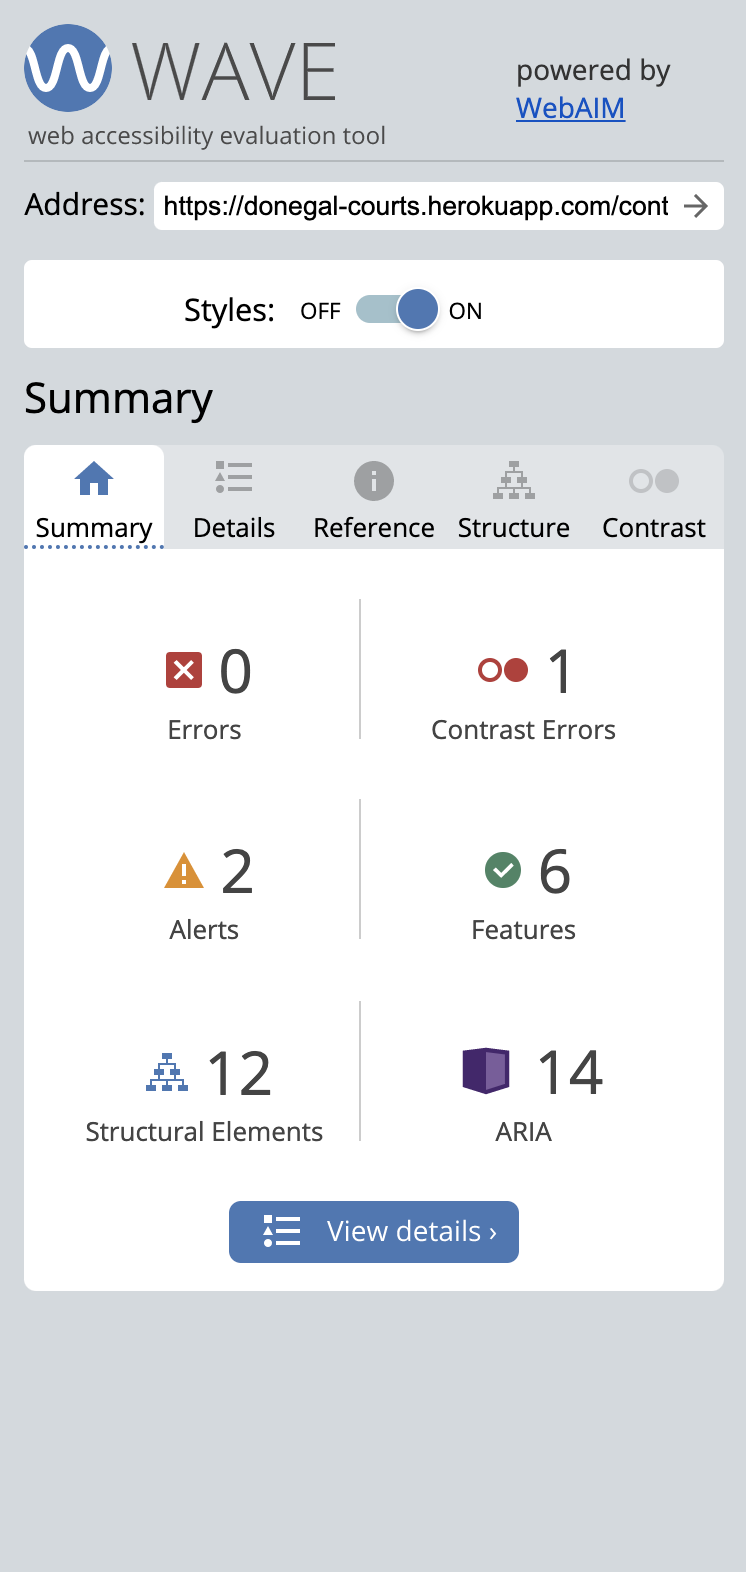 WAVE
powered by
WebAIM
web accessibility evaluation tool
Address: https://donegal-courts.herokuapp.com/cont
Styles: OFF ON
Summary
Summary Details Reference Structure Contrast
0 1
Errors Contrast Errors
2 6
Alerts Features
12 14
Structural Elements ARIA
View details ›